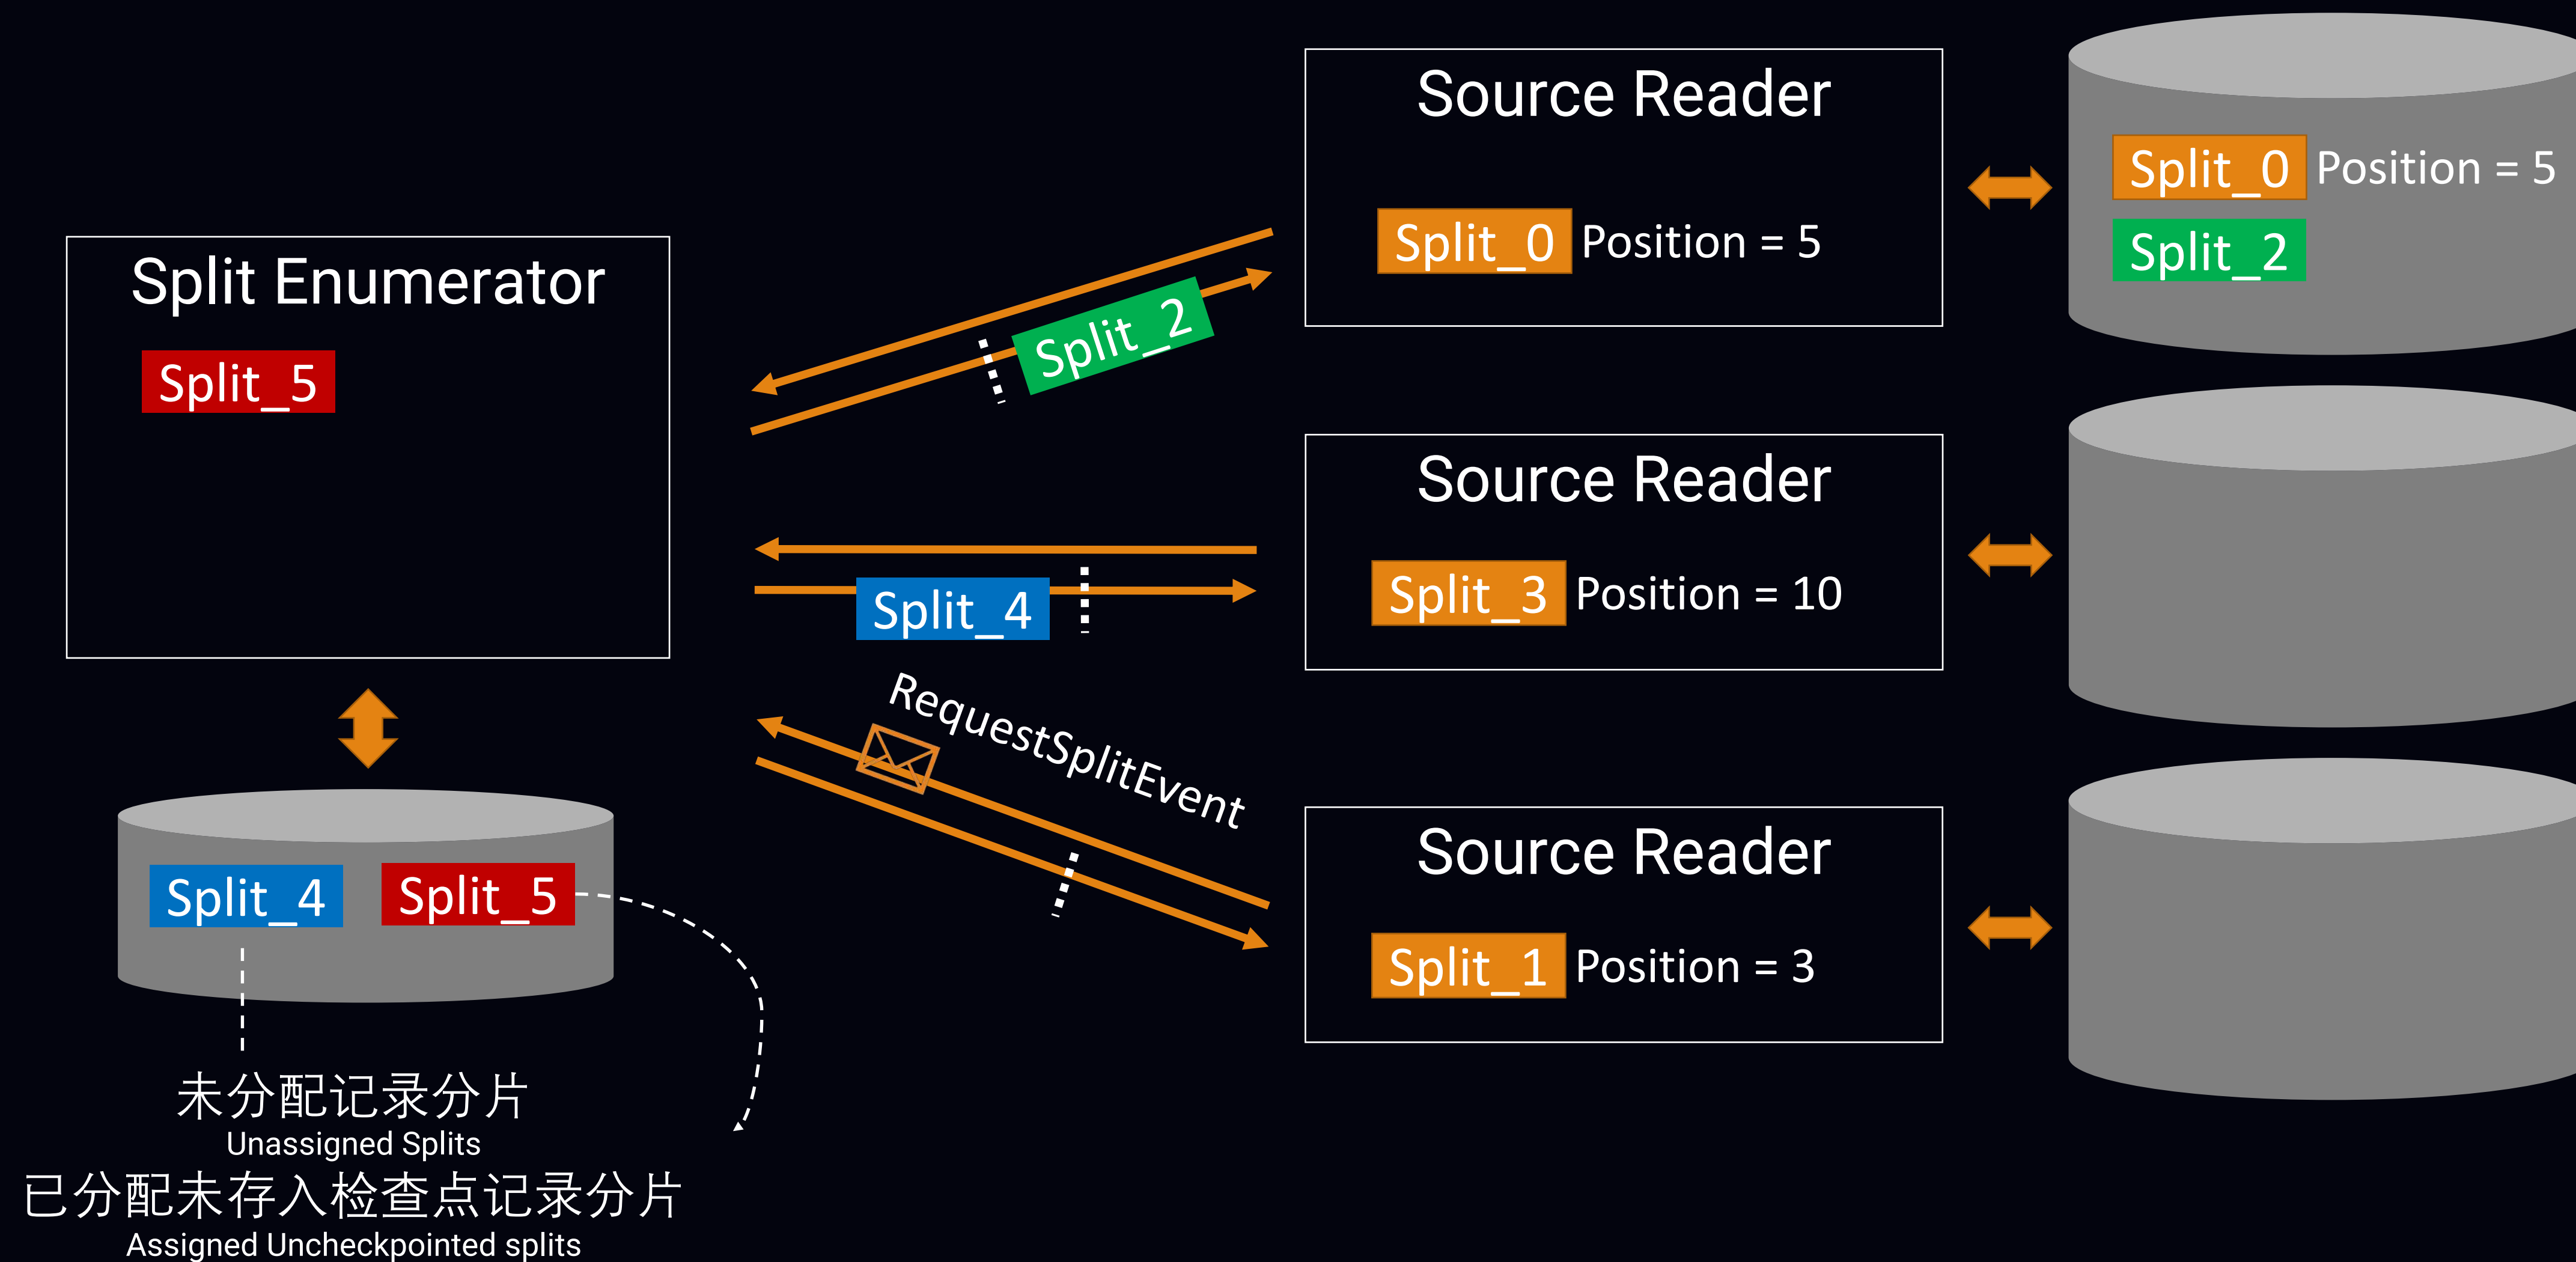 Split Enumerator
Split_5
Split_4
Split_5
未分配记录分片
Unassigned Splits
已分配未存入检查点记录分片
Assigned Uncheckpointed splits
Split_2
Split_4
RequestSplitEvent
Source Reader
Split_0 Position = 5
Source Reader
Split_3 Position = 10
Source Reader
Split_1 Position = 3
Split_0 Position = 5
Split_2